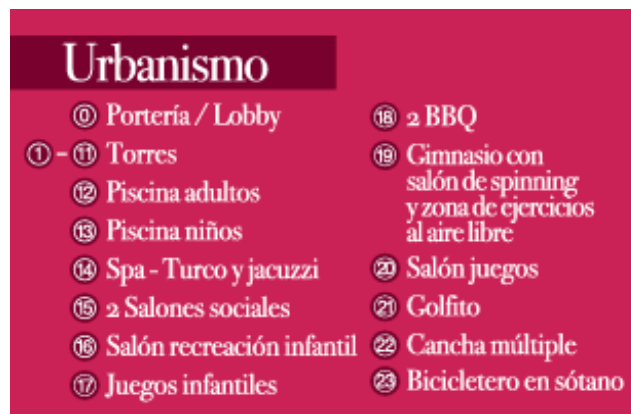 Urbanismo
0 Portería / Lobby
1 - 11 Torres
12 Piscina adultos
13 Piscina niños
14 Spa - Turco y jacuzzi
15 2 Salones sociales
16 Salón recreación infantil
17 Juegos infantiles
18 2 BBQ
19 Gimnasio con
salón de spinning
y zona de ejercicios
al aire libre
20 Salón juegos
21 Golfito
22 Cancha múltiple
23 Bicicletero en sótano